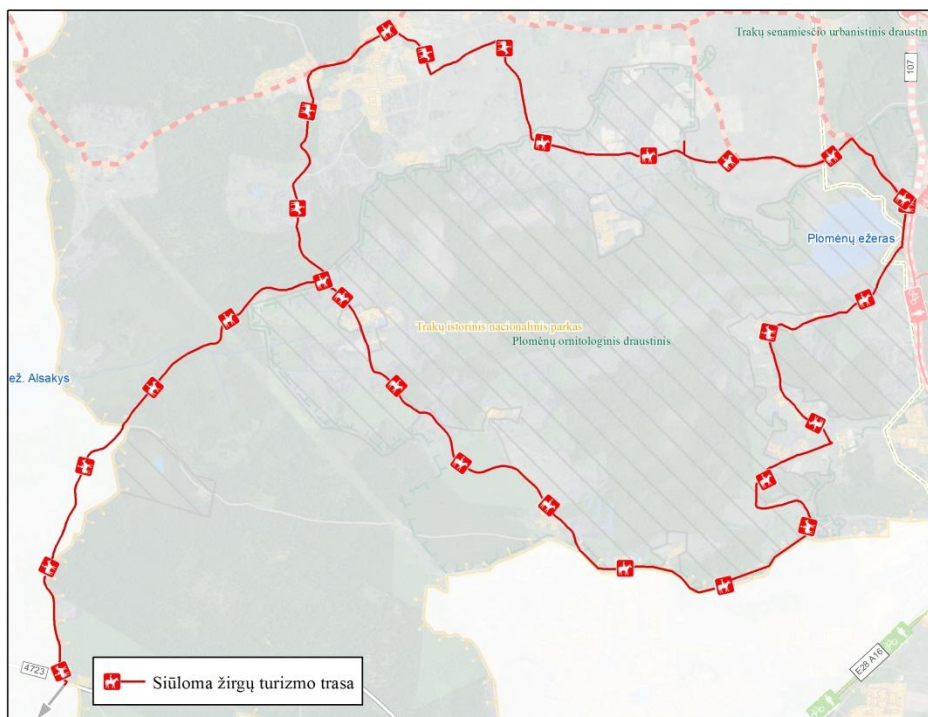 Trakų senamiesčio urbanistinis draustin
107
Plomėnų ežeras
Trakų istorinis nacionalinis parkas
Plomėnų ornitologinis draustinis
ež. Alsakys
4723
E28 A16
Siūloma žirgų turizmo trasa